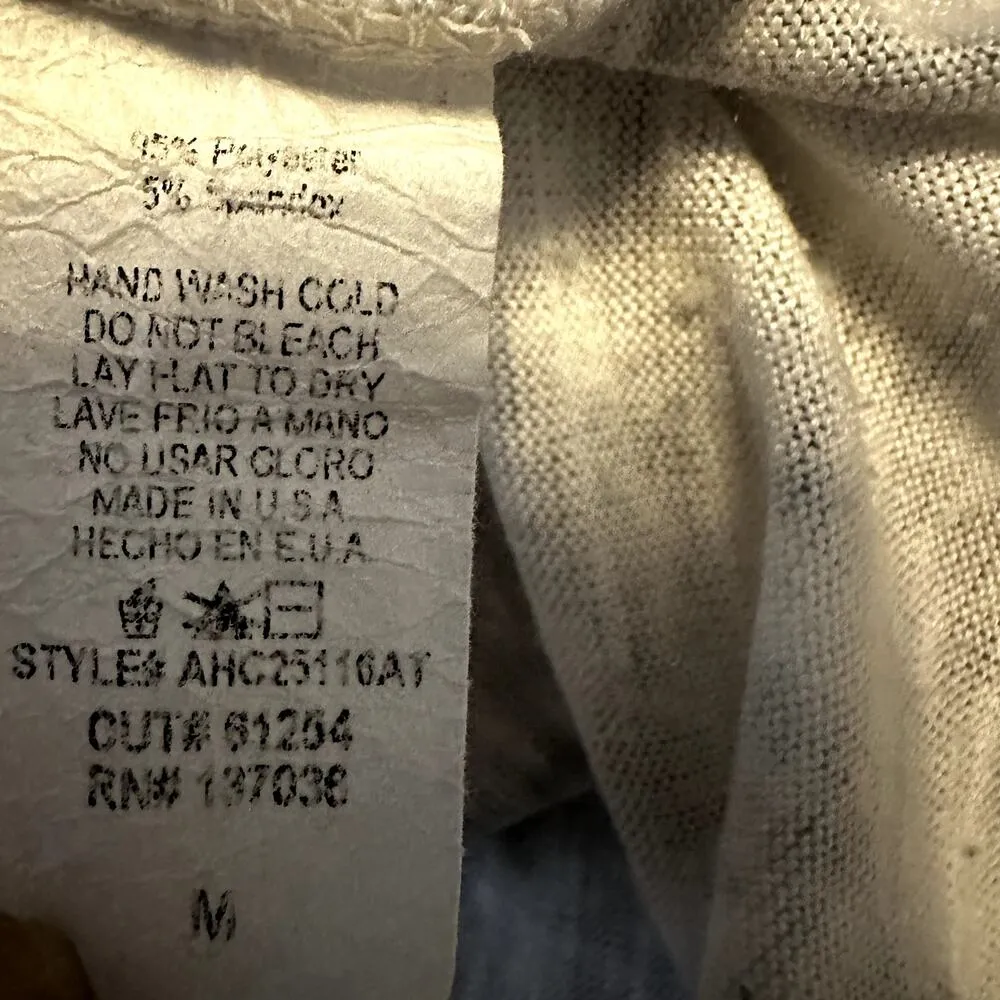 95% Polyester
5% Spandex
HAND WASH COLD
DO NOT BLEACH
LAY FLAT TO DRY
LAVE FRIO A MANO
NO USAR CLORO
MADE IN U.S.A
HECHO EN E.U.A.
STYLE# AHC25116AT
CUT# 61254
RN# 137036
M